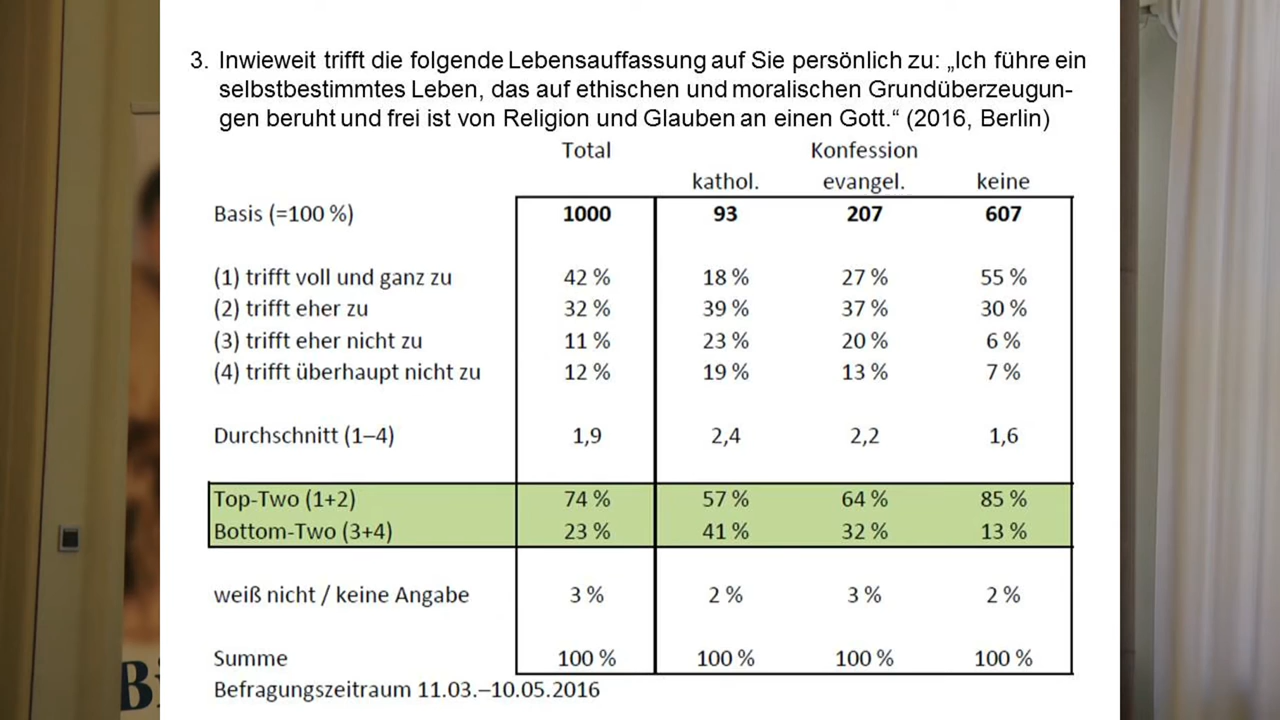 3. Inwieweit trifft die folgende Lebensauffassung auf Sie persönlich zu: „Ich führe ein
selbstbestimmtes Leben, das auf ethischen und moralischen Grundüberzeugun-
gen beruht und frei ist von Religion und Glauben an einen Gott.“ (2016, Berlin)
Total Konfession
kathol. evangel. keine
Basis (=100 %) 1000 93 207 607
(1) trifft voll und ganz zu 42 % 18 % 27 % 55 %
(2) trifft eher zu 32 % 39 % 37 % 30 %
(3) trifft eher nicht zu 11 % 23 % 20 % 6 %
(4) trifft überhaupt nicht zu 12 % 19 % 13 % 7 %
Durchschnitt (1–4) 1,9 2,4 2,2 1,6
Top-Two (1+2) 74 % 57 % 64 % 85 %
Bottom-Two (3+4) 23 % 41 % 32 % 13 %
weiß nicht / keine Angabe 3 % 2 % 3 % 2 %
Summe 100 % 100 % 100 % 100 %
Befragungszeitraum 11.03.–10.05.2016